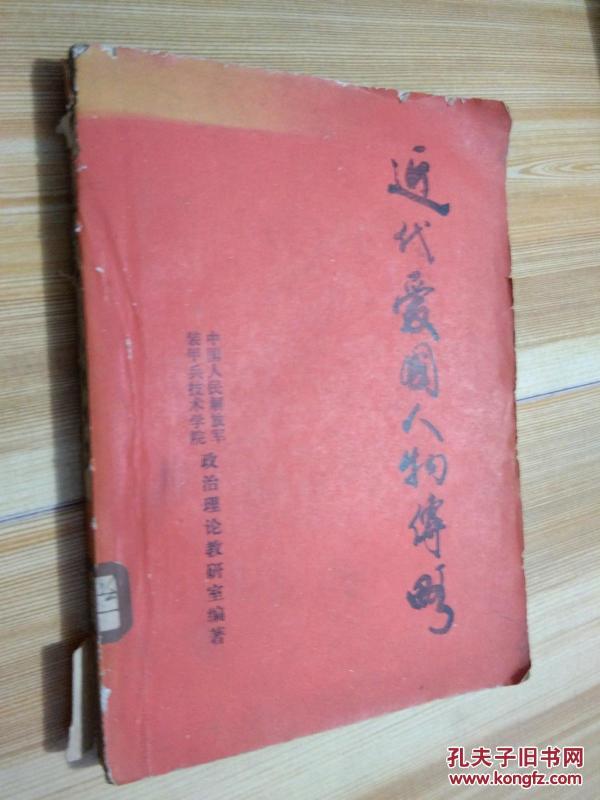 近代爱国人物传略
中国人民解放军
装甲兵技术学院
政治理论教研室编著
孔夫子旧书网
www.kongfz.com